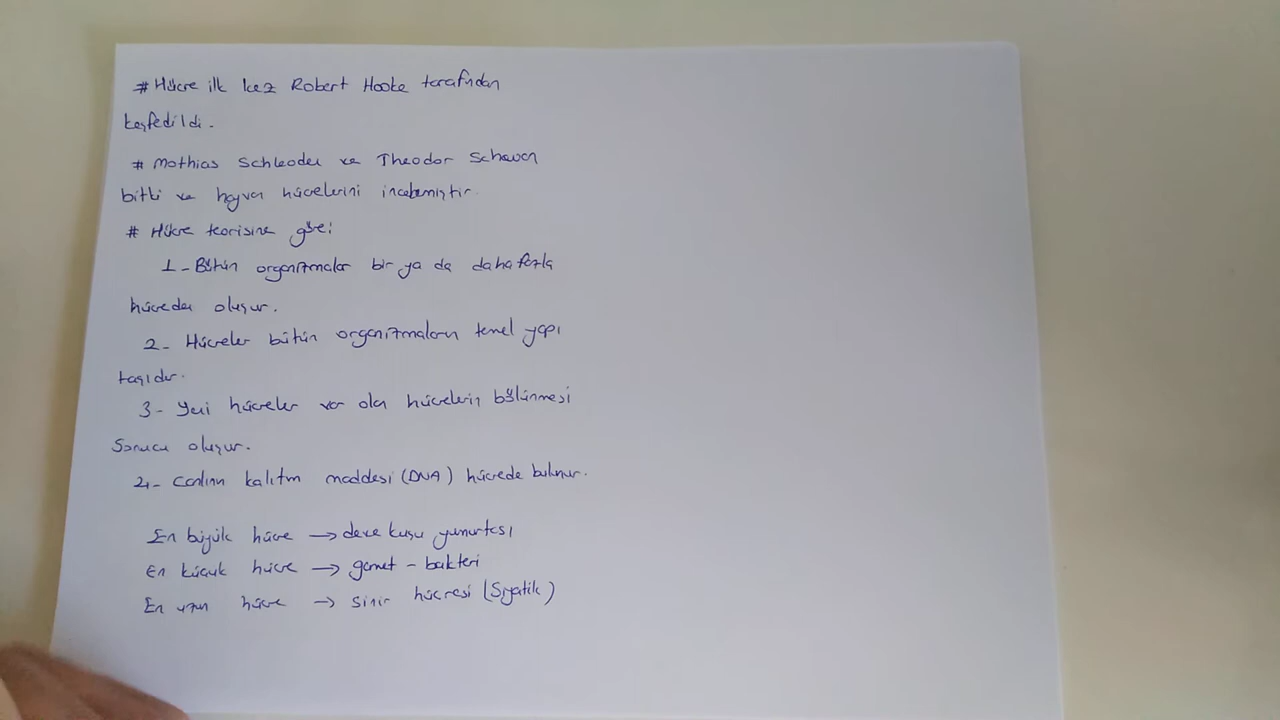 # Hücre ilk kez Robert Hooke tarafından
keşfedildi.
# Mathias Schleiden ve Theodor Schwan
bitki ve hayvan hücrelerini incelemiştir.
# Hücre teorisine göre;
1- Bütün organizmalar bir ya da daha fazla
hücreden oluşur.
2- Hücreler bütün organizmaların temel yapı
taşıdır.
3- Yeni hücreler var olan hücrelerin bölünmesi
sonucu oluşur.
4- Canlının kalıtım maddesi (DNA) hücrede bulunur.
En büyük hücre → deve kuşu yumurtası
En küçük hücre → gamet - bakteri
En uzun hücre → sinir hücresi (Siyatik)